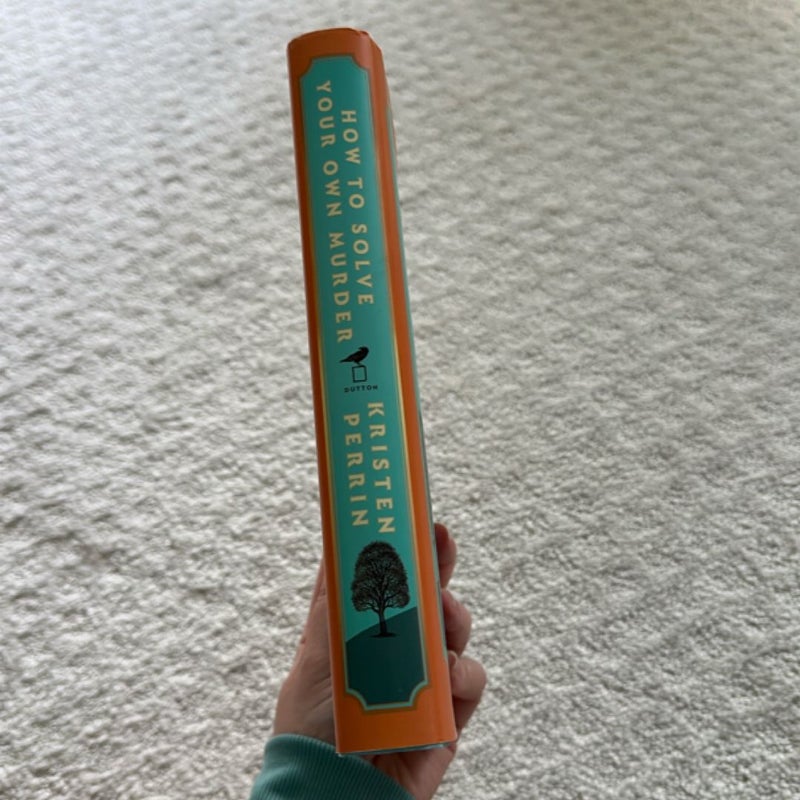 HOW TO SOLVE
YOUR OWN MURDER
DUTTON
KRISTEN
PERRIN